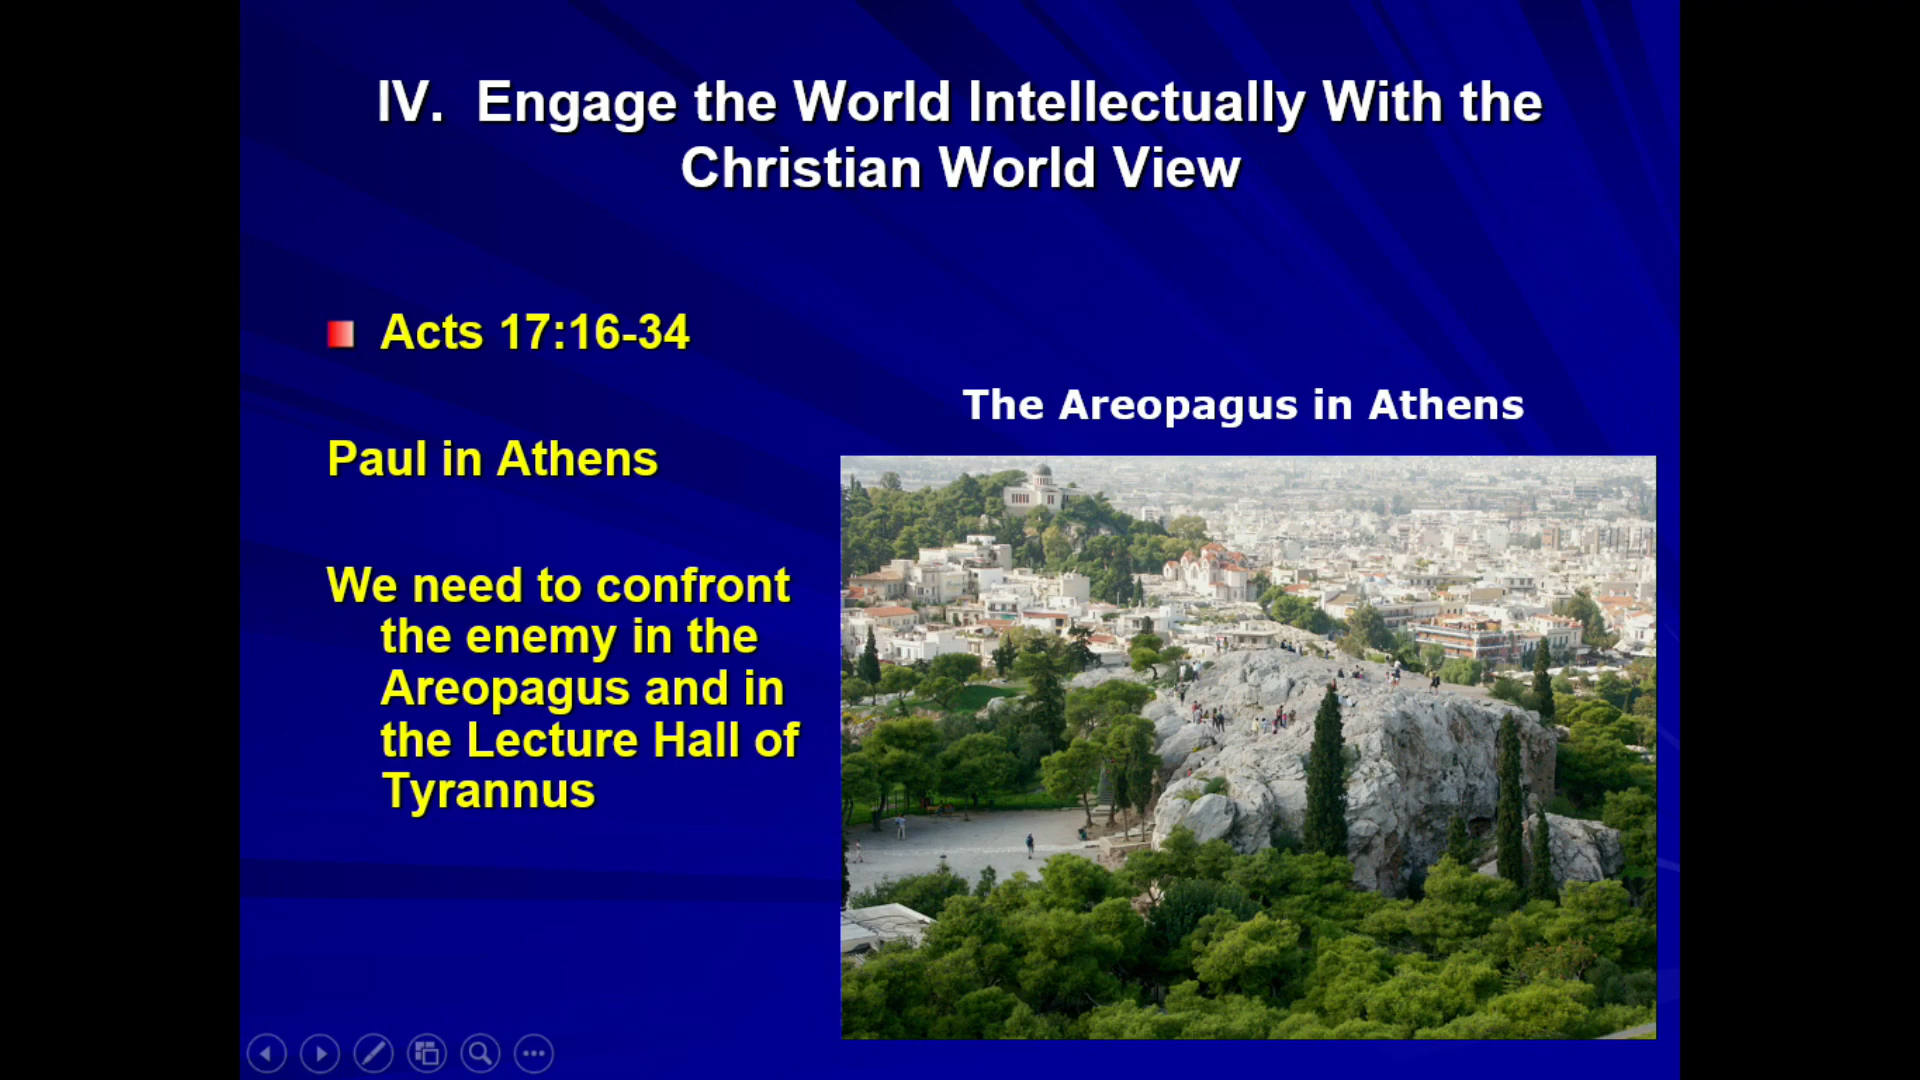 IV. Engage the World Intellectually With the
Christian World View
Acts 17:16-34
Paul in Athens
We need to confront
the enemy in the
Areopagus and in
the Lecture Hall of
Tyrannus
The Areopagus in Athens